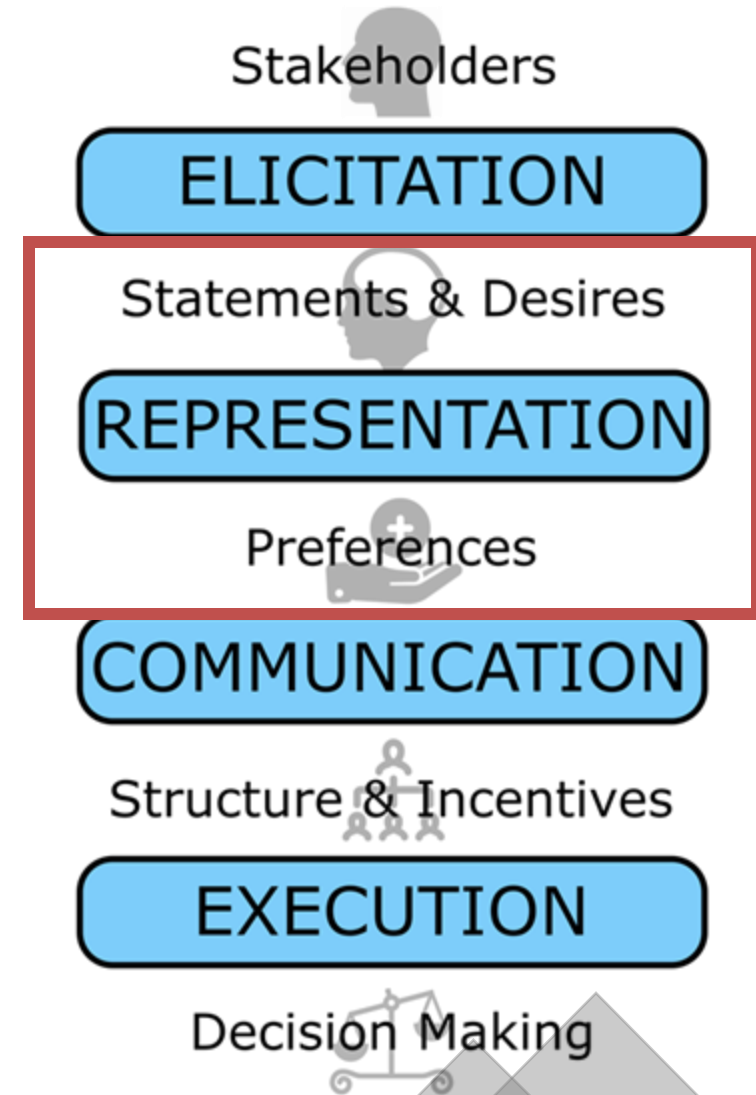 Stakeholders
ELICITATION
Statements & Desires
REPRESENTATION
Preferences
COMMUNICATION
Structure & Incentives
EXECUTION
Decision Making